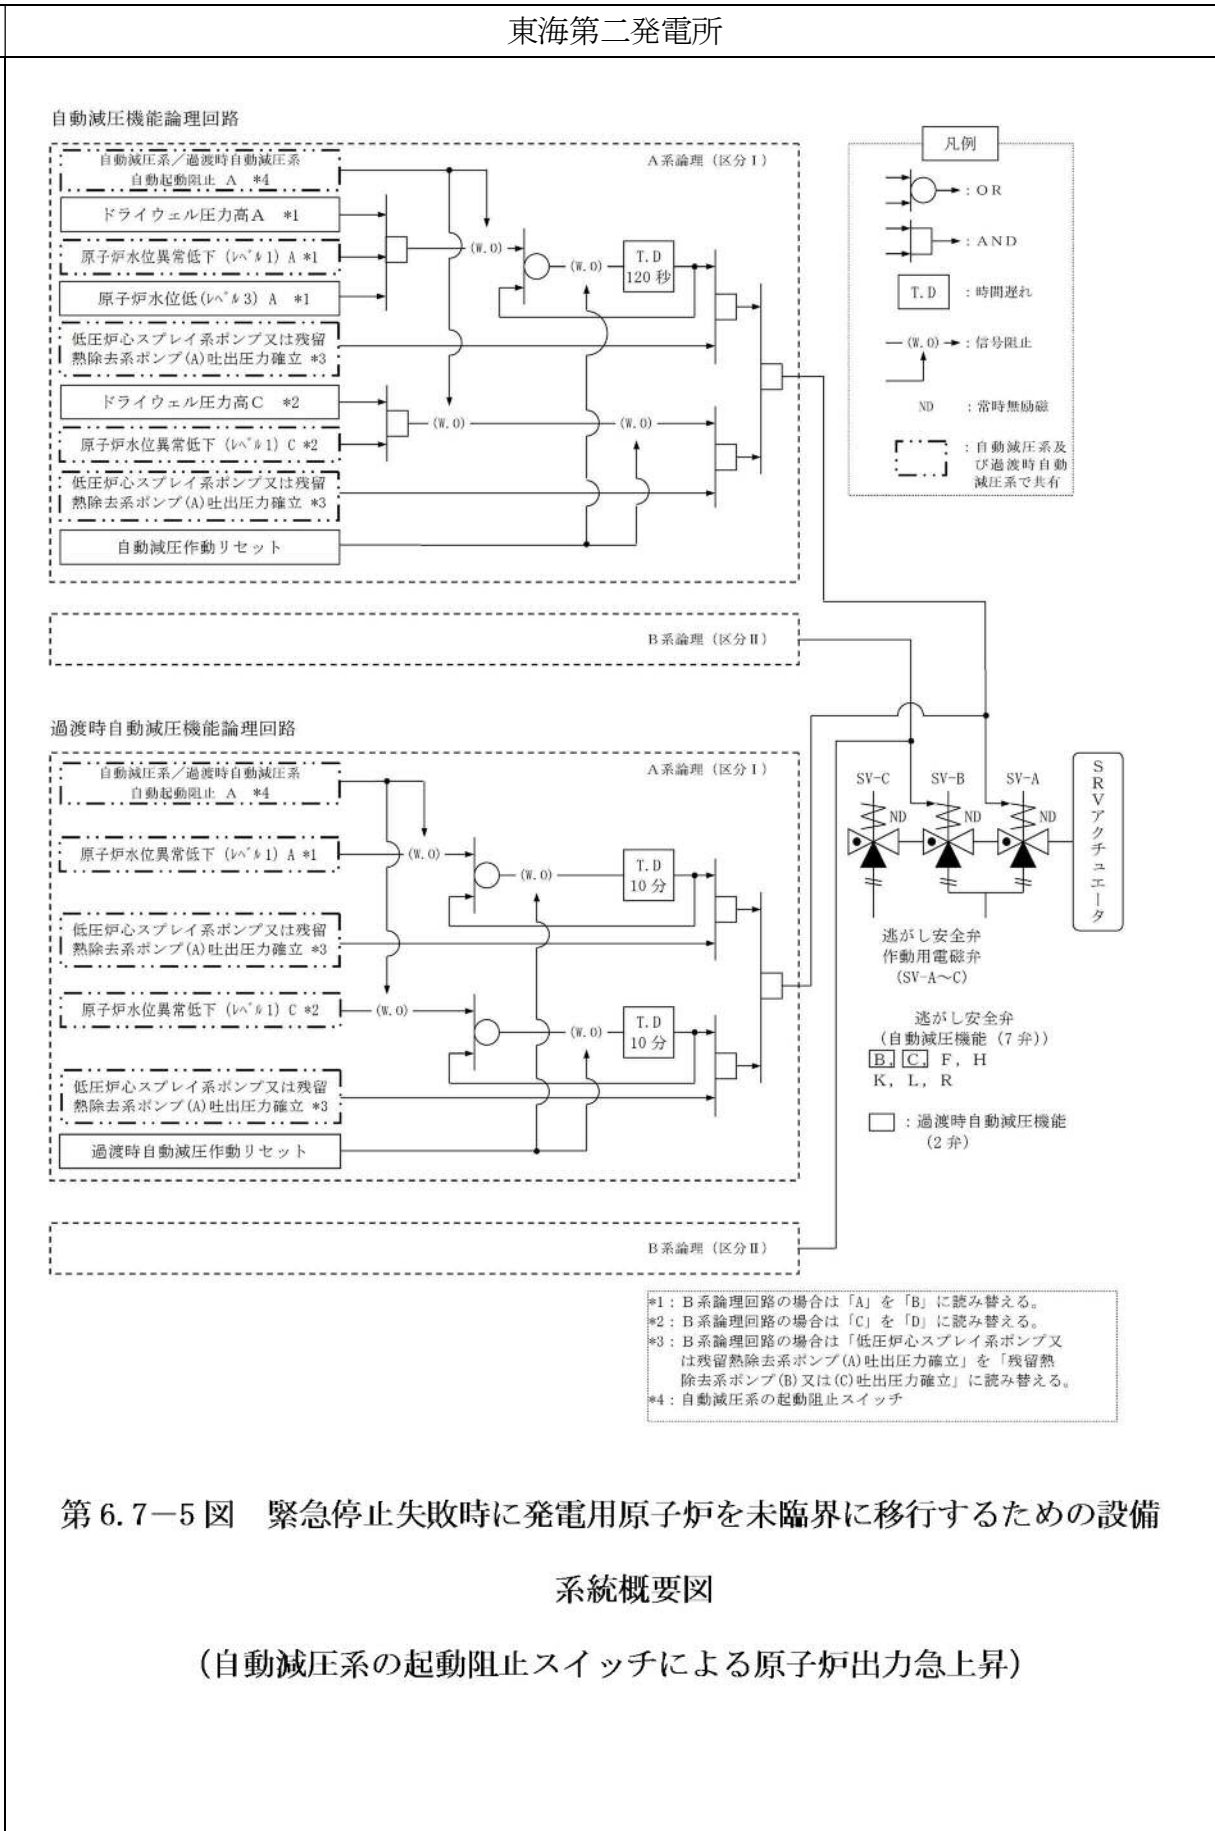 東海第二発電所
自動減圧機能論理回路
A系論理(区分Ⅰ)
自動減圧系/過渡時自動減圧系
自動起動阻止 A *4
ドライウェル圧力高A *1
原子炉水位異常低下 (ﾚﾍﾞﾙ1) A *1
原子炉水位低(ﾚﾍﾞﾙ3) A *1
低圧炉心スプレイ系ポンプ又は残留
熱除去系ポンプ(A)吐出圧力確立 *3
ドライウェル圧力高C *2
原子炉水位異常低下 (ﾚﾍﾞﾙ1) C *2
低圧炉心スプレイ系ポンプ又は残留
熱除去系ポンプ(A)吐出圧力確立 *3
自動減圧作動リセット
(W.O)
(W.O)
T.D
120秒
(W.O)
(W.O)
凡例
:OR
:AND
T.D :時間遅れ
(W.O) :信号阻止
ND :常時無励磁
:自動減圧系及
び過渡時自動
減圧系で共有
B系論理(区分Ⅱ)
過渡時自動減圧機能論理回路
A系論理(区分Ⅰ)
自動減圧系/過渡時自動減圧系
自動起動阻止 A *4
原子炉水位異常低下 (ﾚﾍﾞﾙ1) A *1
低圧炉心スプレイ系ポンプ又は残留
熱除去系ポンプ(A)吐出圧力確立 *3
原子炉水位異常低下 (ﾚﾍﾞﾙ1) C *2
低圧炉心スプレイ系ポンプ又は残留
熱除去系ポンプ(A)吐出圧力確立 *3
過渡時自動減圧作動リセット
(W.O)
(W.O)
T.D
10分
(W.O)
(W.O)
T.D
10分
B系論理(区分Ⅱ)
SV-C SV-B SV-A
ND ND ND
SRVアクチュエータ
逃がし安全弁
作動用電磁弁
(SV-A~C)
逃がし安全弁
(自動減圧機能(7弁))
B, C, F, H
K, L, R
:過渡時自動減圧機能
(2弁)
*1:B系論理回路の場合は「A」を「B」に読み替える。
*2:B系論理回路の場合は「C」を「D」に読み替える。
*3:B系論理回路の場合は「低圧炉心スプレイ系ポンプ又
は残留熱除去系ポンプ(A)吐出圧力確立」を「残留熱
除去系ポンプ(B)又は(C)吐出圧力確立」に読み替える。
*4:自動減圧系の起動阻止スイッチ
第6.7-5図 緊急停止失敗時に発電用原子炉を未臨界に移行するための設備
系統概要図
(自動減圧系の起動阻止スイッチによる原子炉出力急上昇)